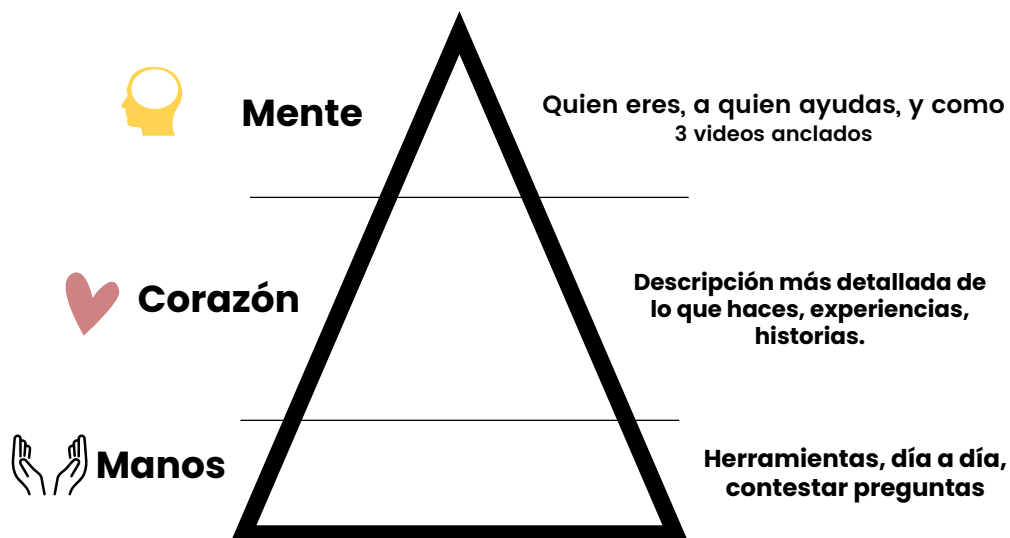 Mente
Quien eres, a quien ayudas, y como
3 videos anclados
Corazón
Descripción más detallada de
lo que haces, experiencias,
historias.
Manos
Herramientas, día a día,
contestar preguntas